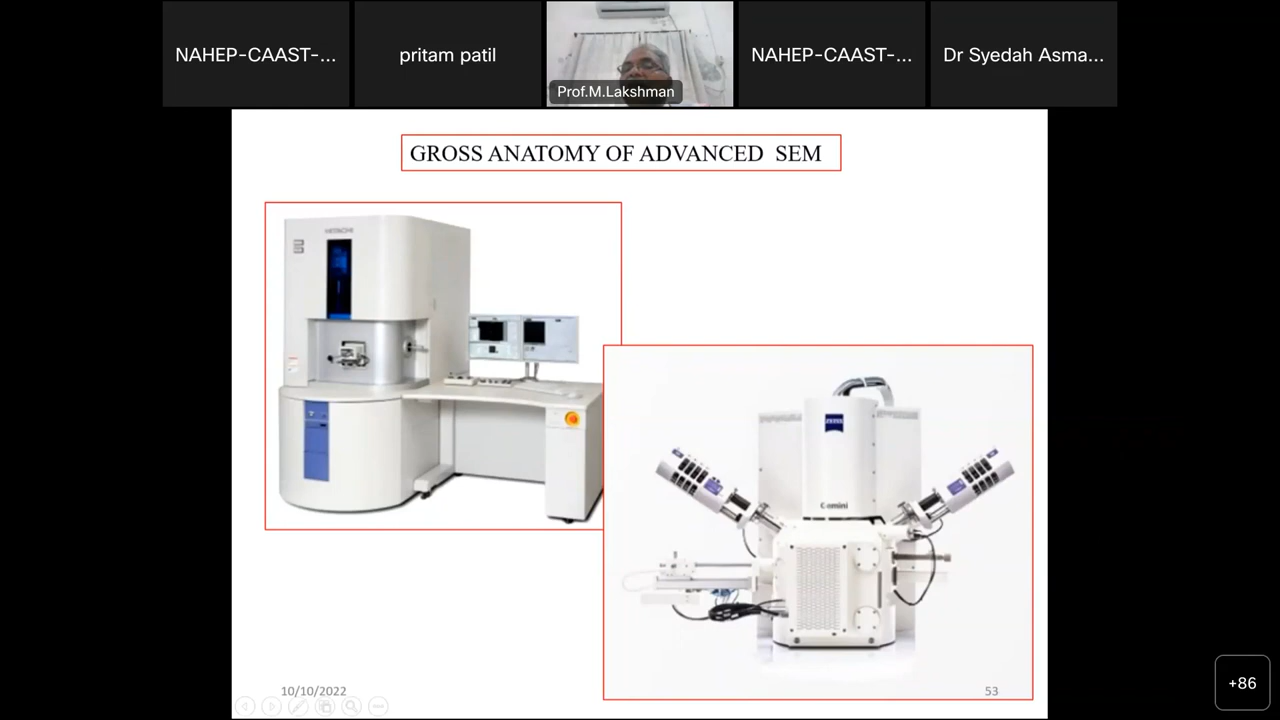 NAHEP-CAAST-...
pritam patil
Prof.M.Lakshman
NAHEP-CAAST-...
Dr Syedah Asma...
GROSS ANATOMY OF ADVANCED SEM
HITACHI
ZEISS
Gemini
10/10/2022
53
+86